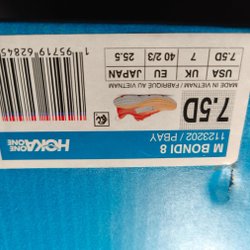 M BONDI 8
1123202 / PBAY
HOKA
ONE ONE
7.5D
MADE IN VIETNAM / FABRIQUÉ AU VIETNAM
USA UK EU JAPAN
7.5D 7 40 2/3 25.5
1 95719 62845